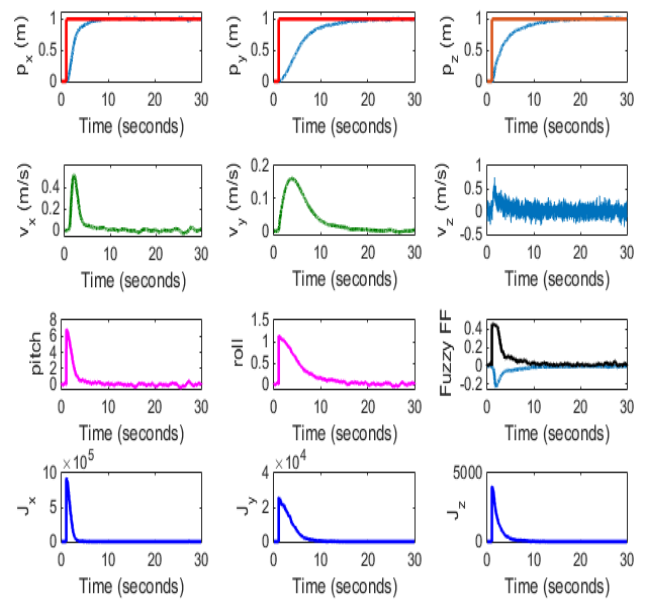 p_x (m)
1
0.5
0
0 10 20 30
Time (seconds)
p_y (m)
1
0.5
0
0 10 20 30
Time (seconds)
p_z (m)
1
0.5
0
0 10 20 30
Time (seconds)
v_x (m/s)
0.4
0.2
0
0 10 20 30
Time (seconds)
v_y (m/s)
0.2
0.1
0
0 10 20 30
Time (seconds)
v_z (m/s)
1
0.5
0
-0.5
0 10 20 30
Time (seconds)
pitch
8
6
4
2
0
0 10 20 30
Time (seconds)
roll
1.5
1
0.5
0
0 10 20 30
Time (seconds)
Fuzzy FF
0.4
0.2
0
-0.2
0 10 20 30
Time (seconds)
×10^5
J_x
10
5
0
0 10 20 30
Time (seconds)
×10^4
J_y
4
2
0
0 10 20 30
Time (seconds)
J_z
5000
0
0 10 20 30
Time (seconds)